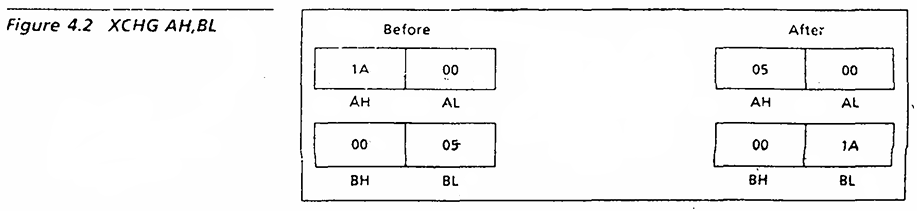 Figure 4.2 XCHG AH,BL
Before After
1A 00 05 00
AH AL AH AL
00 05 00 1A
BH BL BH BL